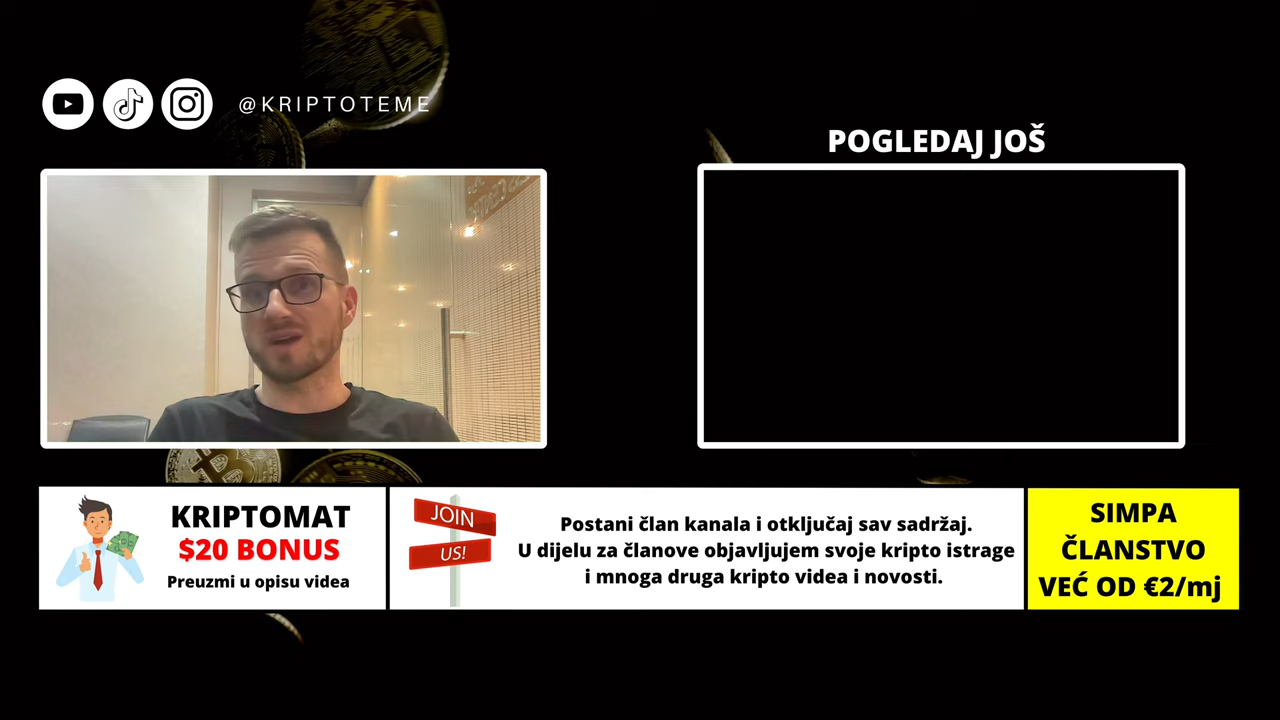 @KRIPTOTEME
POGLEDAJ JOŠ
KRIPTOMAT
$20 BONUS
Preuzmi u opisu videa
JOIN
US!
Postani član kanala i otključaj sav sadržaj.
U dijelu za članove objavljujem svoje kripto istrage
i mnoga druga kripto videa i novosti.
SIMPA
ČLANSTVO
VEĆ OD €2/mj